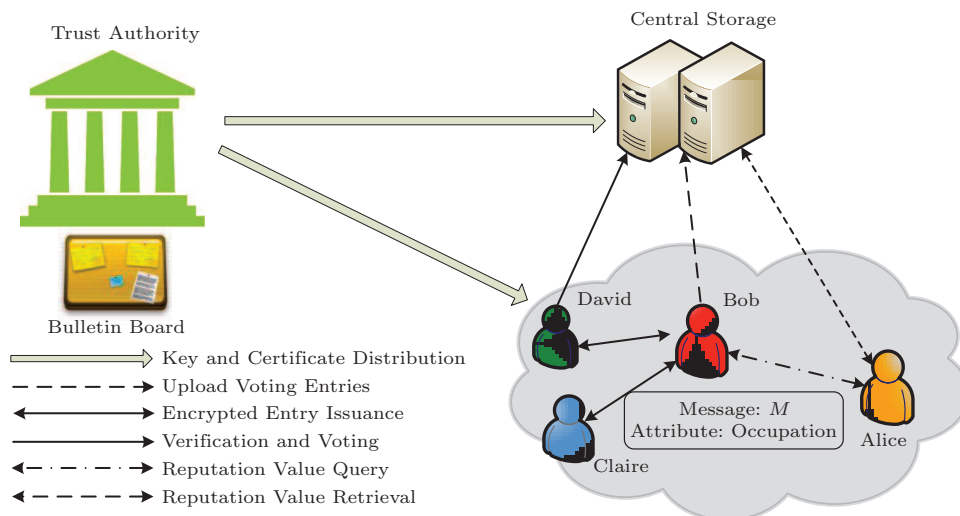 Trust Authority
Central Storage
David
Bob
Bulletin Board
Key and Certificate Distribution
Upload Voting Entries
Encrypted Entry Issuance
Verification and Voting
Reputation Value Query
Reputation Value Retrieval
Message: M
Attribute: Occupation
Alice
Claire